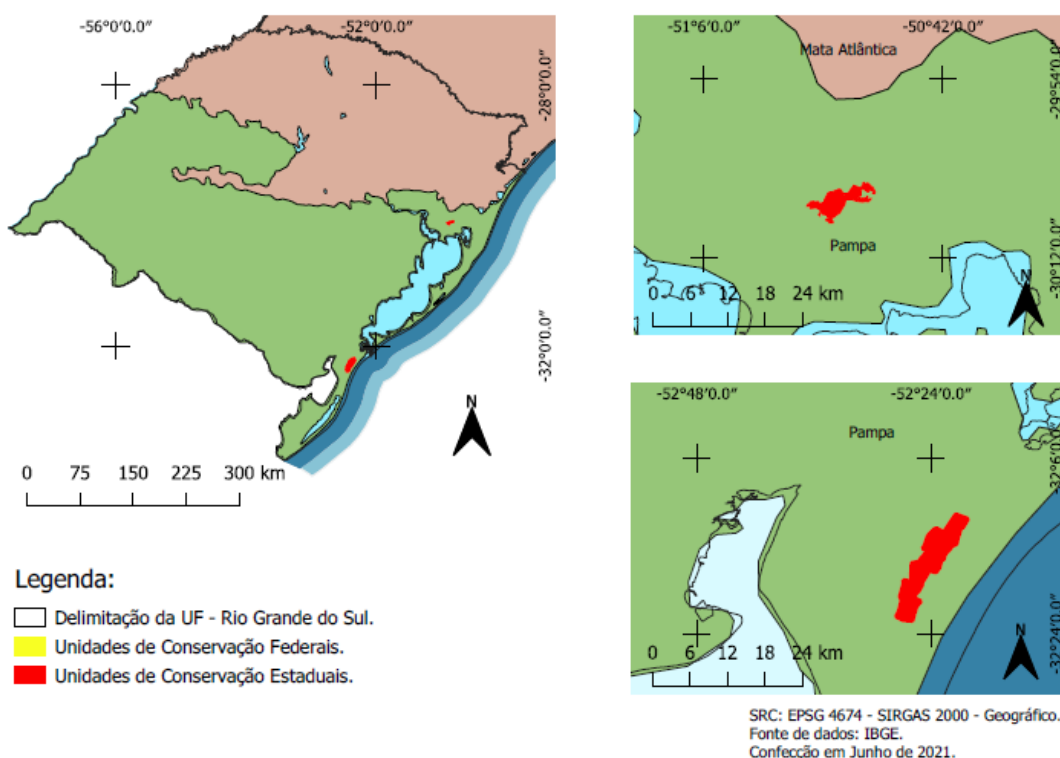 -56°0'0.0"
-52°0'0.0"
-28°0'0.0"
-32°0'0.0"
N
0 75 150 225 300 km
Legenda:
Delimitação da UF - Rio Grande do Sul.
Unidades de Conservação Federais.
Unidades de Conservação Estaduais.
-51°6'0.0"
-50°42'0.0"
Mata Atlântica
-29°54'0.0"
Pampa
-30°12'0.0"
N
0 6 12 18 24 km
-52°48'0.0"
-52°24'0.0"
Pampa
-32°6'0.0"
-32°24'0.0"
N
0 6 12 18 24 km
SRC: EPSG 4674 - SIRGAS 2000 - Geográfico.
Fonte de dados: IBGE.
Confecção em Junho de 2021.